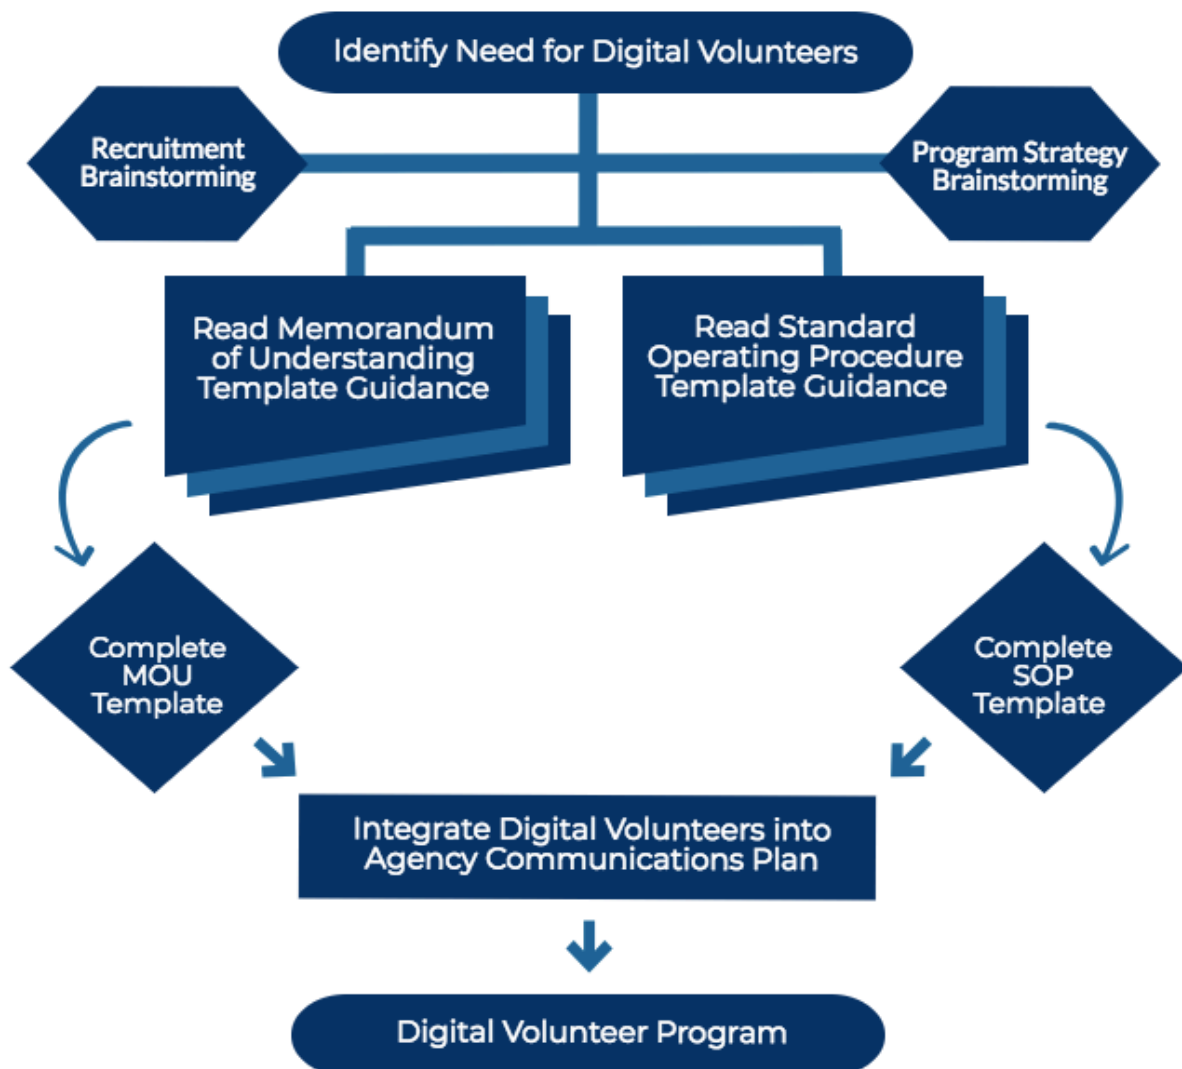 Identify Need for Digital Volunteers
Recruitment
Brainstorming
Program Strategy
Brainstorming
Read Memorandum
of Understanding
Template Guidance
Read Standard
Operating Procedure
Template Guidance
Complete
MOU
Template
Complete
SOP
Template
Integrate Digital Volunteers into
Agency Communications Plan
Digital Volunteer Program